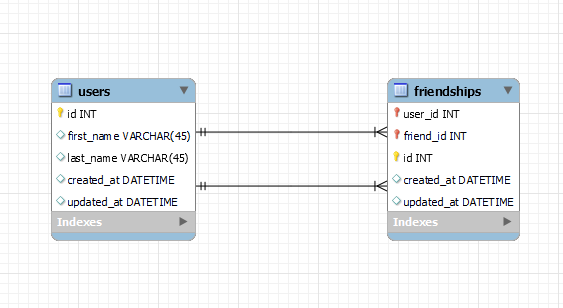 users
id INT
first_name VARCHAR(45)
last_name VARCHAR(45)
created_at DATETIME
updated_at DATETIME
Indexes
friendships
user_id INT
friend_id INT
id INT
created_at DATETIME
updated_at DATETIME
Indexes